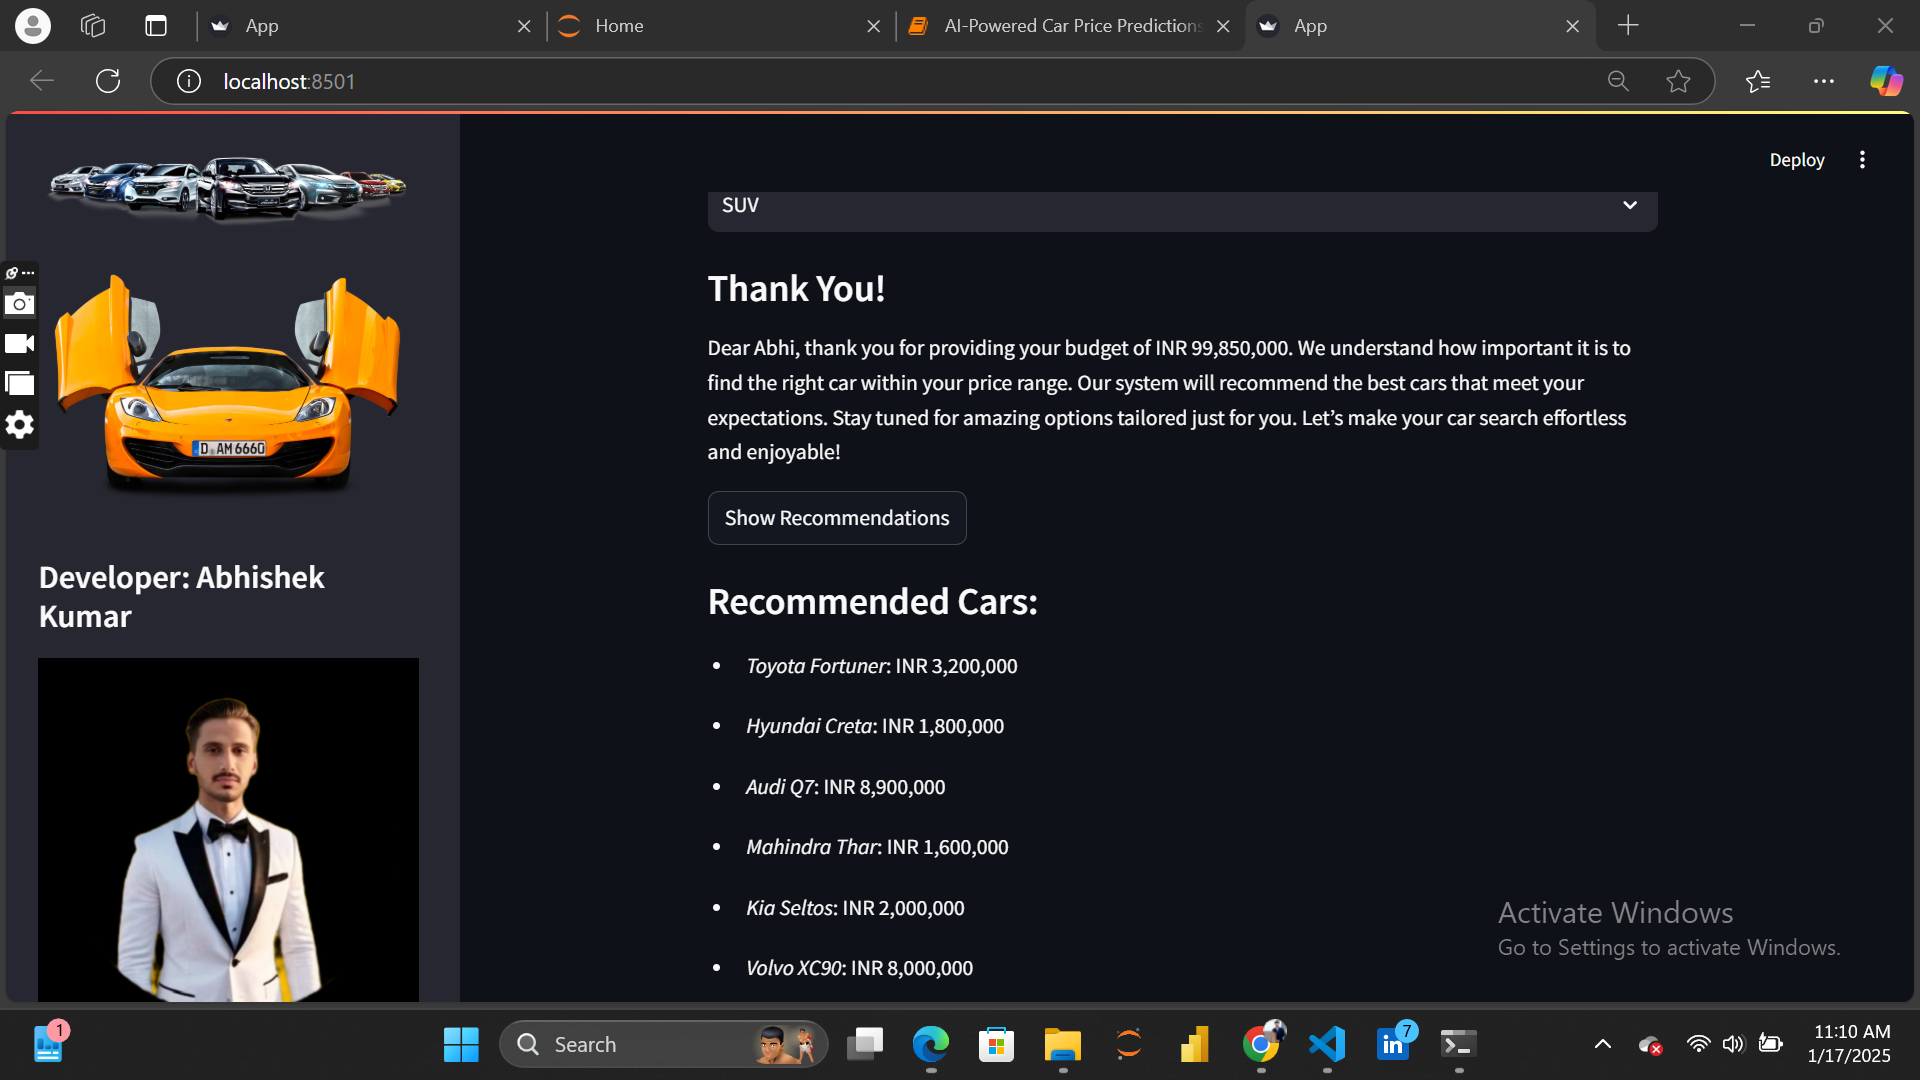 App
Home
AI-Powered Car Price Predictions
App
localhost:8501
Deploy
SUV
Thank You!
Dear Abhi, thank you for providing your budget of INR 99,850,000. We understand how important it is to
find the right car within your price range. Our system will recommend the best cars that meet your
expectations. Stay tuned for amazing options tailored just for you. Let’s make your car search effortless
and enjoyable!
Show Recommendations
Recommended Cars:
Toyota Fortuner: INR 3,200,000
Hyundai Creta: INR 1,800,000
Audi Q7: INR 8,900,000
Mahindra Thar: INR 1,600,000
Kia Seltos: INR 2,000,000
Volvo XC90: INR 8,000,000
D AM 6660
Developer: Abhishek
Kumar
Activate Windows
Go to Settings to activate Windows.
1
Search
7
in
11:10 AM
1/17/2025